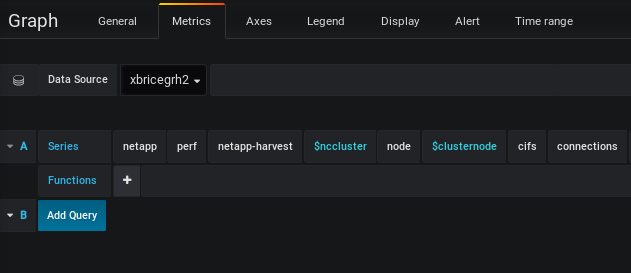 Graph General Metrics Axes Legend Display Alert Time range
Data Source xbricegrh2
A Series netapp perf netapp-harvest $nccluster node $clusternode cifs connections
Functions +
B Add Query